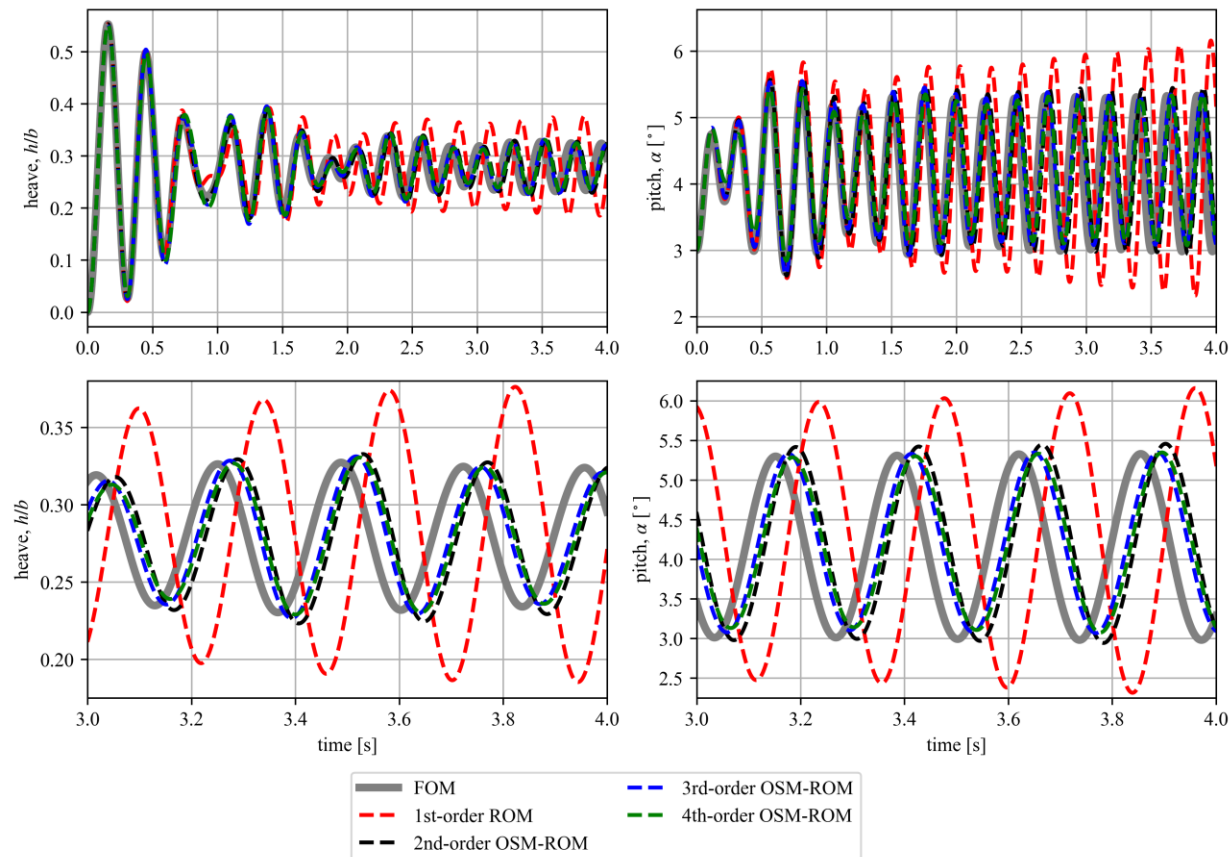 heave, h/b
0.5
0.4
0.3
0.2
0.1
0.0
0.0 0.5 1.0 1.5 2.0 2.5 3.0 3.5 4.0
pitch, α [°]
6
5
4
3
2
0.0 0.5 1.0 1.5 2.0 2.5 3.0 3.5 4.0
heave, h/b
0.35
0.30
0.25
0.20
3.0 3.2 3.4 3.6 3.8 4.0
time [s]
pitch, α [°]
6.0
5.5
5.0
4.5
4.0
3.5
3.0
2.5
3.0 3.2 3.4 3.6 3.8 4.0
time [s]
FOM
1st-order ROM
2nd-order OSM-ROM
3rd-order OSM-ROM
4th-order OSM-ROM